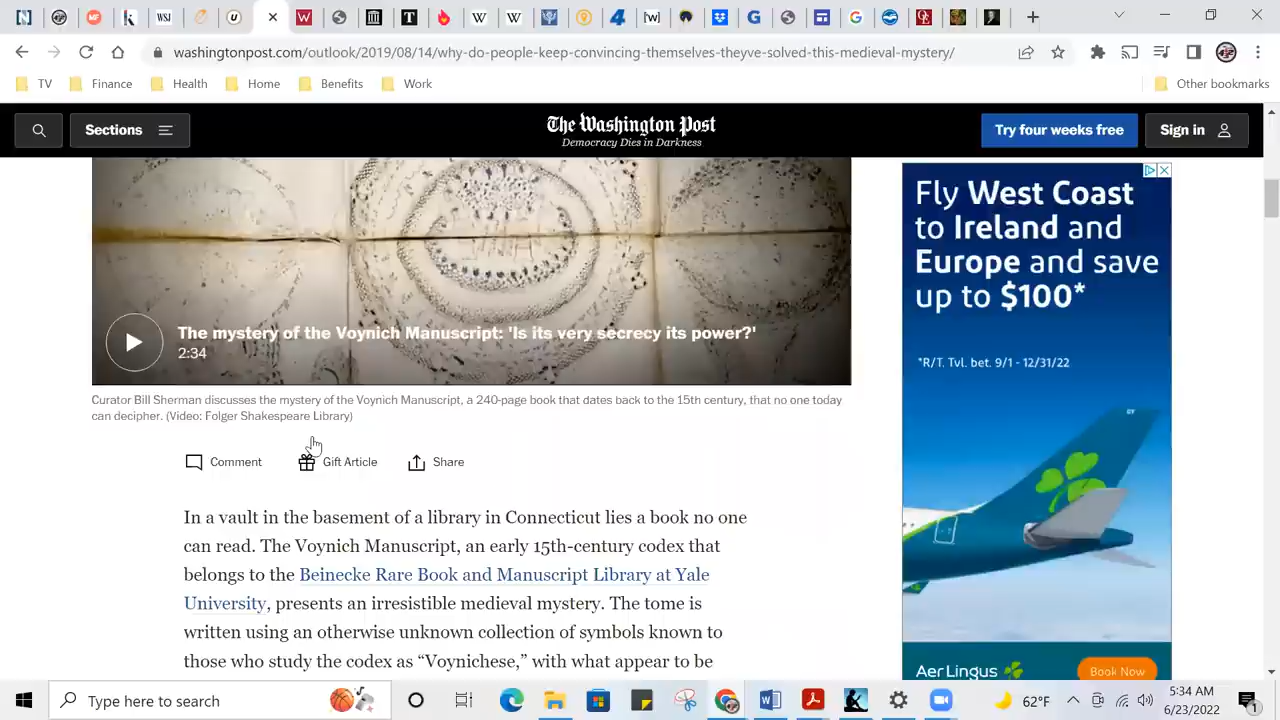 washingtonpost.com/outlook/2019/08/14/why-do-people-keep-convincing-themselves-theyve-solved-this-medieval-mystery/
TV Finance Health Home Benefits Work Other bookmarks
Sections
The Washington Post
Democracy Dies in Darkness
Try four weeks free
Sign in
The mystery of the Voynich Manuscript: 'Is its very secrecy its power?'
2:34
Curator Bill Sherman discusses the mystery of the Voynich Manuscript, a 240-page book that dates back to the 15th century, that no one today
can decipher. (Video: Folger Shakespeare Library)
Comment Gift Article Share
In a vault in the basement of a library in Connecticut lies a book no one
can read. The Voynich Manuscript, an early 15th-century codex that
belongs to the Beinecke Rare Book and Manuscript Library at Yale
University, presents an irresistible medieval mystery. The tome is
written using an otherwise unknown collection of symbols known to
those who study the codex as “Voynichese,” with what appear to be
Fly West Coast
to Ireland and
Europe and save
up to $100*
*R/T. Tvl. bet. 9/1 - 12/31/22
Aer Lingus
Book Now
Type here to search
62°F
5:34 AM
6/23/2022